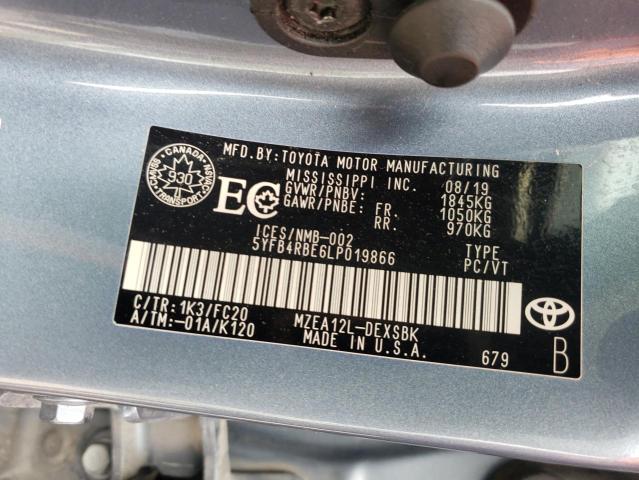 CANADA
930
TRANSPORT
MFD.BY: TOYOTA MOTOR MANUFACTURING
MISSISSIPPI INC. 08/19
GVWR/PNBV: 1845KG
GAWR/PNBE: FR. 1050KG
RR. 970KG
EC
ICES/NMB-002
5YFB4RBE6LP019866
TYPE
PC/VT
C/TR: 1K3/FC20
A/TM:-01A/K120
MZEA12L-DEXSBK
MADE IN U.S.A.
679
B